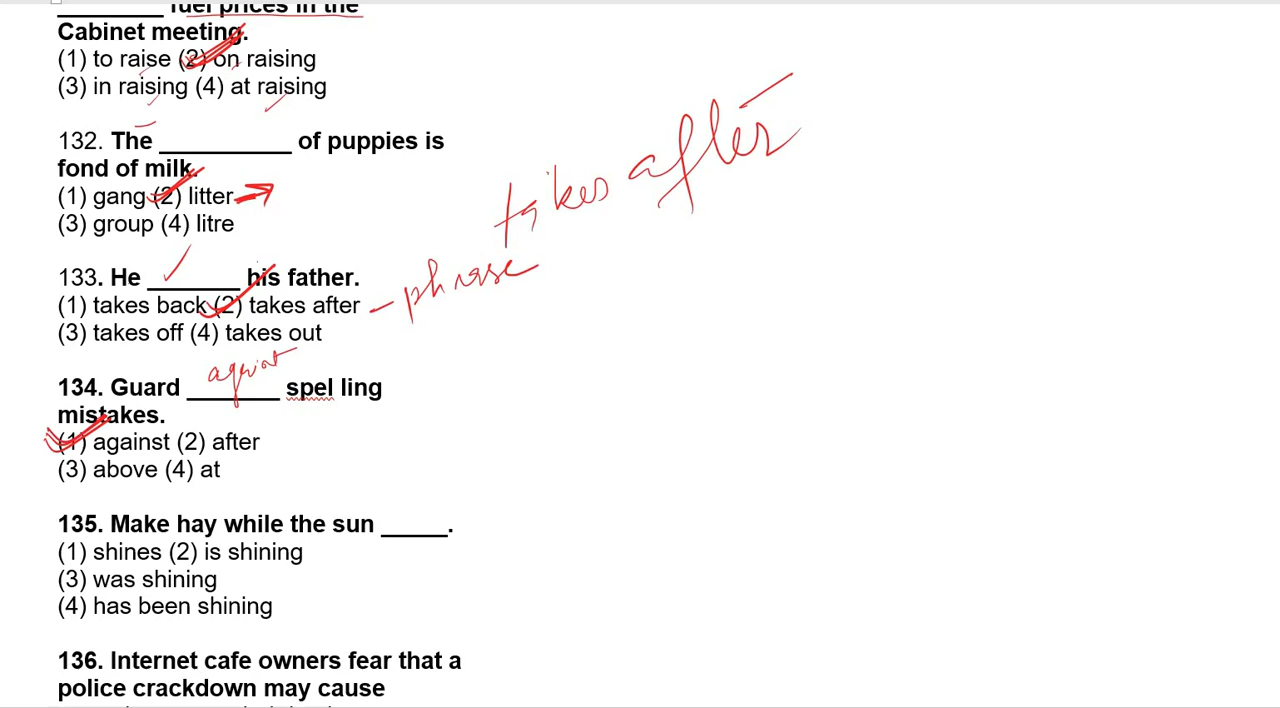 ________ fuel prices in the
Cabinet meeting.
(1) to raise (2) on raising
(3) in raising (4) at raising
132. The __________ of puppies is
fond of milk.
(1) gang (2) litter
(3) group (4) litre
takes after
133. He _______ his father.
(1) takes back (2) takes after - phrase
(3) takes off (4) takes out
against
134. Guard _______ spel ling
mistakes.
(1) against (2) after
(3) above (4) at
135. Make hay while the sun _____.
(1) shines (2) is shining
(3) was shining
(4) has been shining
136. Internet cafe owners fear that a
police crackdown may cause